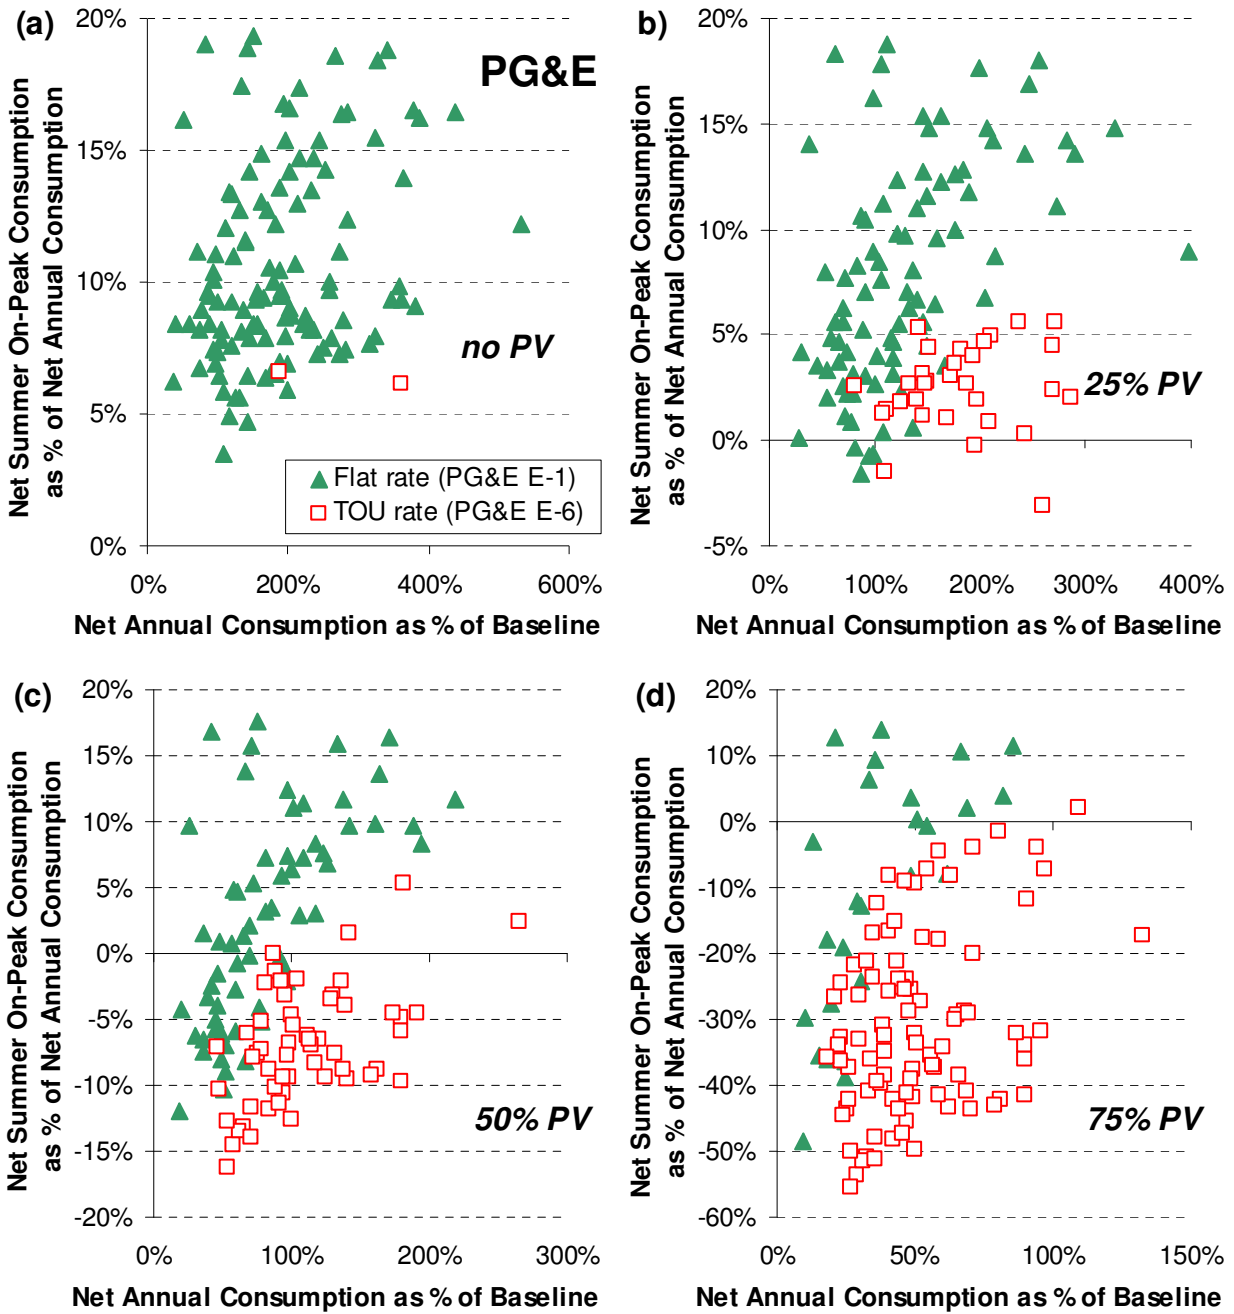 (a)
PG&E
Net Summer On-Peak Consumption
as % of Net Annual Consumption
20%
15%
10%
5%
0%
no PV
Flat rate (PG&E E-1)
TOU rate (PG&E E-6)
0% 200% 400% 600%
Net Annual Consumption as % of Baseline
b)
Net Summer On-Peak Consumption
as % of Net Annual Consumption
20%
15%
10%
5%
0%
-5%
25% PV
0% 100% 200% 300% 400%
Net Annual Consumption as % of Baseline
(c)
Net Summer On-Peak Consumption
as % of Net Annual Consumption
20%
15%
10%
5%
0%
-5%
-10%
-15%
-20%
50% PV
0% 100% 200% 300%
Net Annual Consumption as % of Baseline
(d)
Net Summer On-Peak Consumption
as % of Net Annual Consumption
20%
10%
0%
-10%
-20%
-30%
-40%
-50%
-60%
75% PV
0% 50% 100% 150%
Net Annual Consumption as % of Baseline